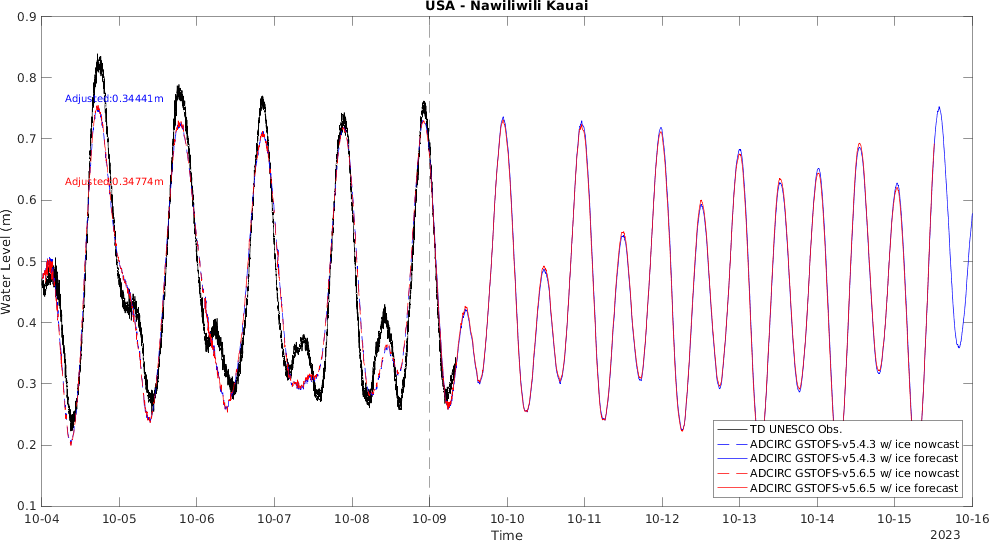 USA - Nawiliwili Kauai
0.9
0.8
0.7
0.6
0.5
0.4
0.3
0.2
0.1
Water Level (m)
Adjusted:0.34441m
Adjusted:0.34774m
TD UNESCO Obs.
ADCIRC GSTOFS-v5.4.3 w/ ice nowcast
ADCIRC GSTOFS-v5.4.3 w/ ice forecast
ADCIRC GSTOFS-v5.6.5 w/ ice nowcast
ADCIRC GSTOFS-v5.6.5 w/ ice forecast
10-04 10-05 10-06 10-07 10-08 10-09 10-10 10-11 10-12 10-13 10-14 10-15 10-16
Time
2023